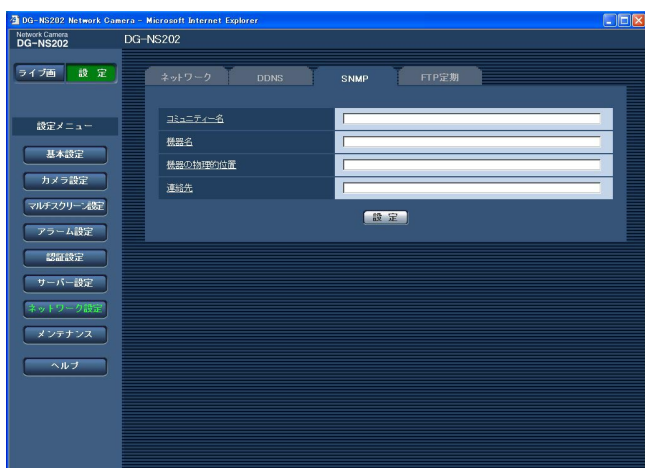 DG-NS202 Network Camera - Microsoft Internet Explorer
Network Camera
DG-NS202
DG-NS202
ライブ画 設 定
ネットワーク DDNS SNMP FTP定期
設定メニュー
コミュニティー名
機器名
機器の物理的位置
連絡先
設 定
基本設定
カメラ設定
マルチスクリーン設定
アラーム設定
認証設定
サーバー設定
ネットワーク設定
メンテナンス
ヘルプ